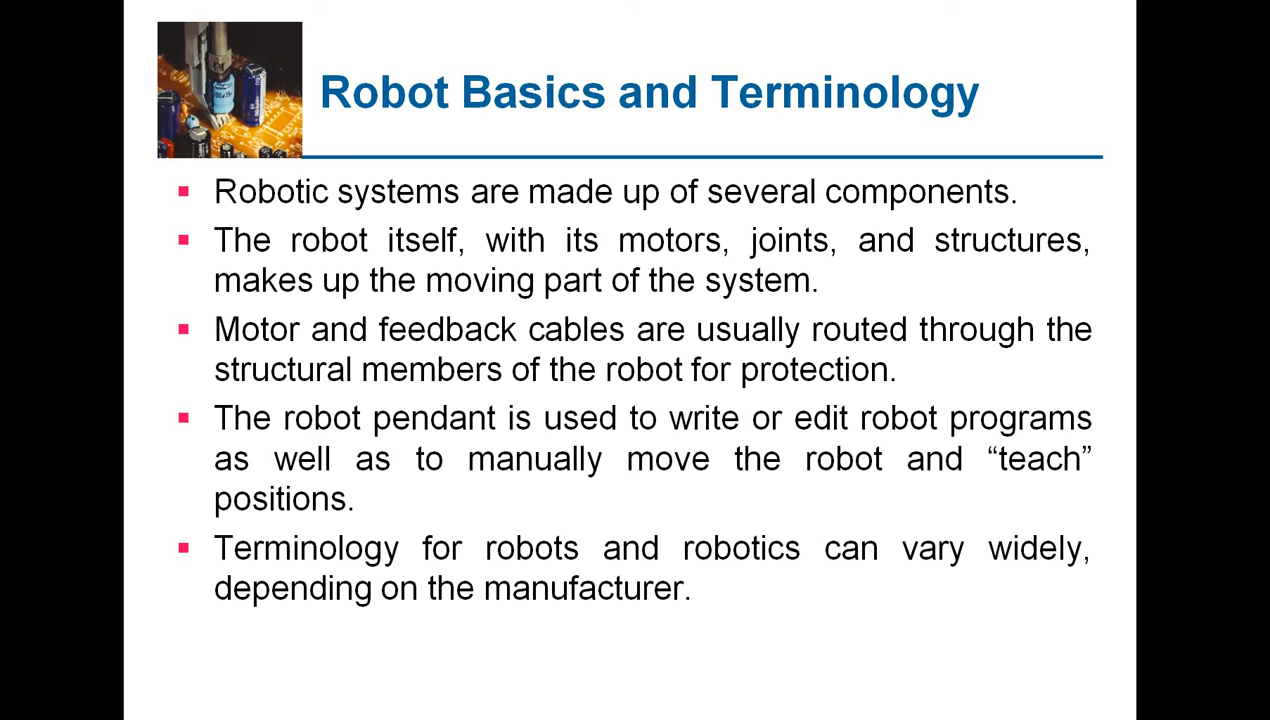 Robot Basics and Terminology
Robotic systems are made up of several components.
The robot itself, with its motors, joints, and structures,
makes up the moving part of the system.
Motor and feedback cables are usually routed through the
structural members of the robot for protection.
The robot pendant is used to write or edit robot programs
as well as to manually move the robot and “teach”
positions.
Terminology for robots and robotics can vary widely,
depending on the manufacturer.